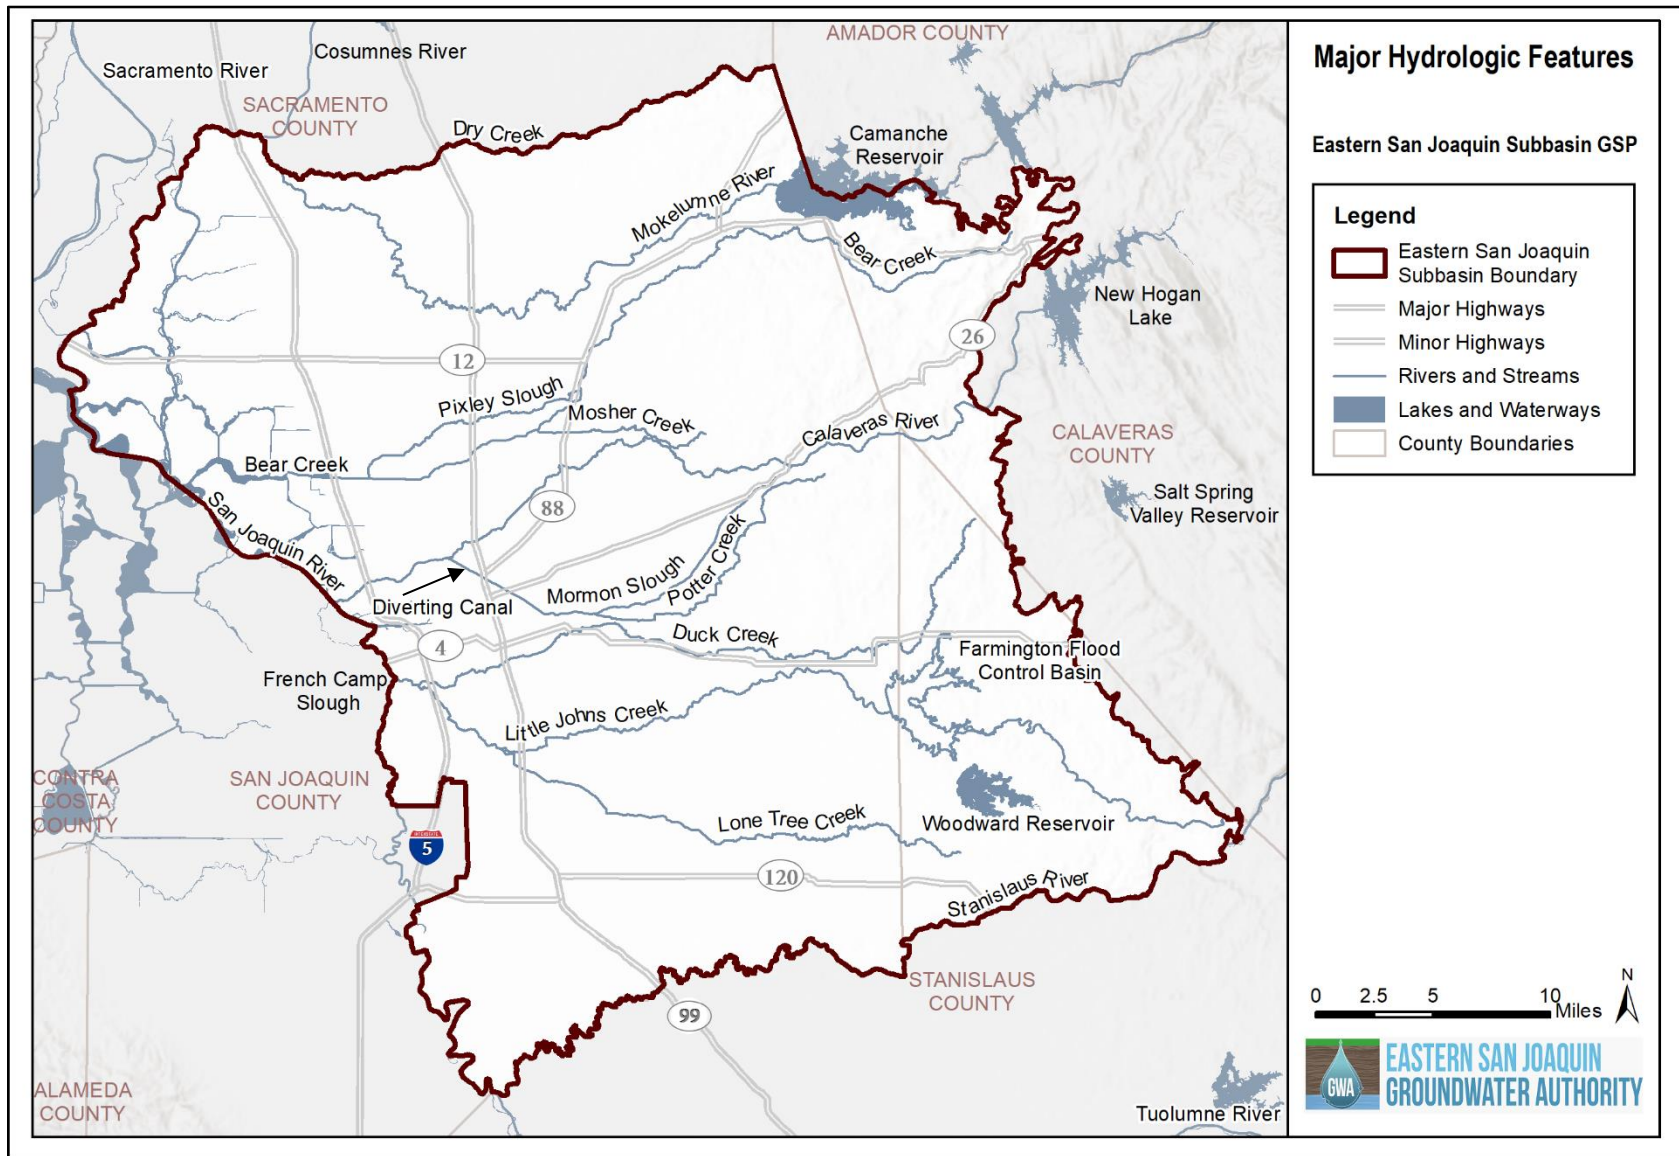 Major Hydrologic Features
Eastern San Joaquin Subbasin GSP
Legend
Eastern San Joaquin
Subbasin Boundary
Major Highways
Minor Highways
Rivers and Streams
Lakes and Waterways
County Boundaries
0 2.5 5 10
Miles
N
GWA
EASTERN SAN JOAQUIN
GROUNDWATER AUTHORITY
AMADOR COUNTY
Cosumnes River
Sacramento River
SACRAMENTO
COUNTY
Dry Creek
Camanche
Reservoir
Mokelumne River
Bear Creek
New Hogan
Lake
26
12
Pixley Slough
Mosher Creek
Calaveras River
CALAVERAS
COUNTY
Bear Creek
Salt Spring
Valley Reservoir
88
San Joaquin River
Potter Creek
Mormon Slough
Diverting Canal
Duck Creek
4
Farmington Flood
Control Basin
French Camp
Slough
Little Johns Creek
CONTRA
COSTA
COUNTY
SAN JOAQUIN
COUNTY
Lone Tree Creek
Woodward Reservoir
5
120
Stanislaus River
STANISLAUS
COUNTY
99
ALAMEDA
COUNTY
Tuolumne River